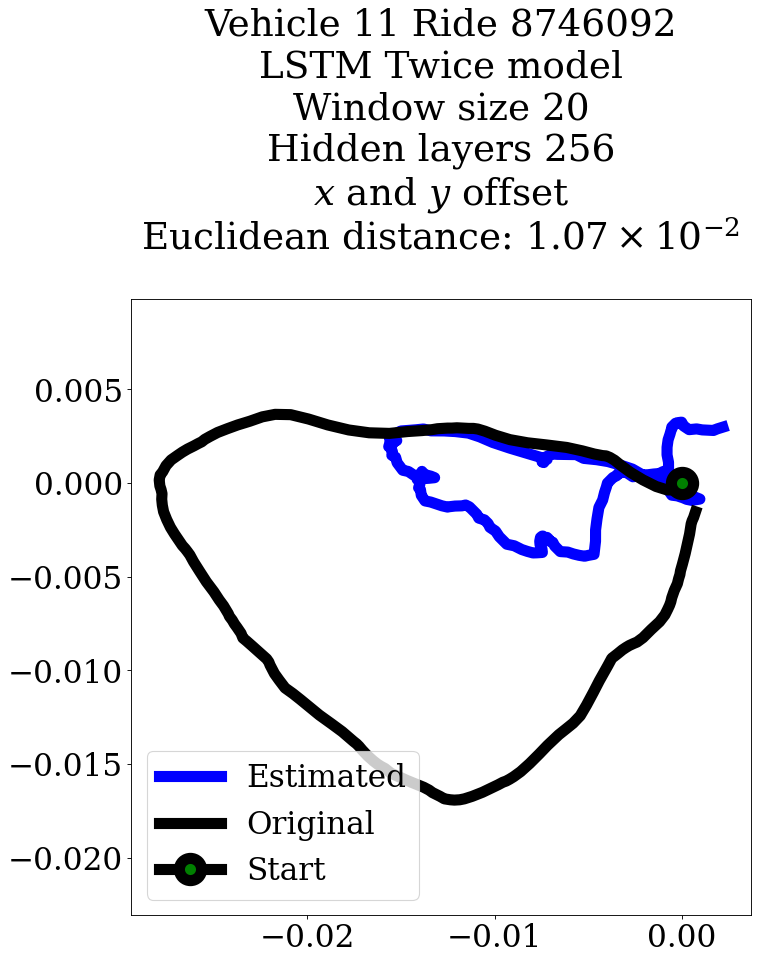 Vehicle 11 Ride 8746092
LSTM Twice model
Window size 20
Hidden layers 256
x and y offset
Euclidean distance: 1.07 × 10⁻²
0.005
0.000
−0.005
−0.010
−0.015
−0.020
Estimated
Original
Start
−0.02
−0.01
0.00